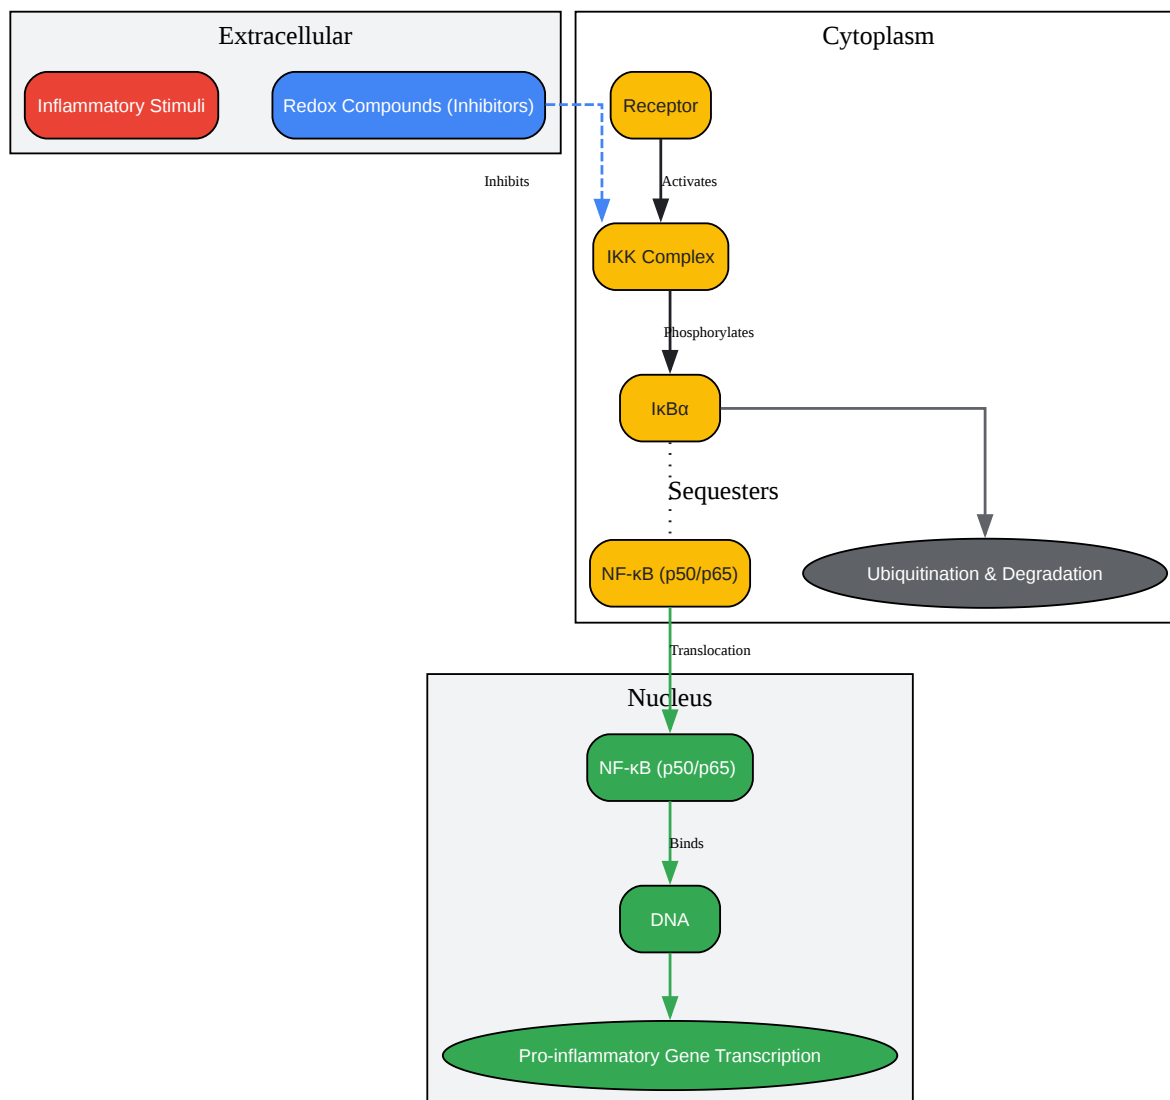 Extracellular
Cytoplasm
Inflammatory Stimuli
Redox Compounds (Inhibitors)
Receptor
Inhibits
Activates
IKK Complex
Phosphorylates
IκBα
Sequesters
NF-κB (p50/p65)
Ubiquitination & Degradation
Translocation
Nucleus
NF-κB (p50/p65)
Binds
DNA
Pro-inflammatory Gene Transcription